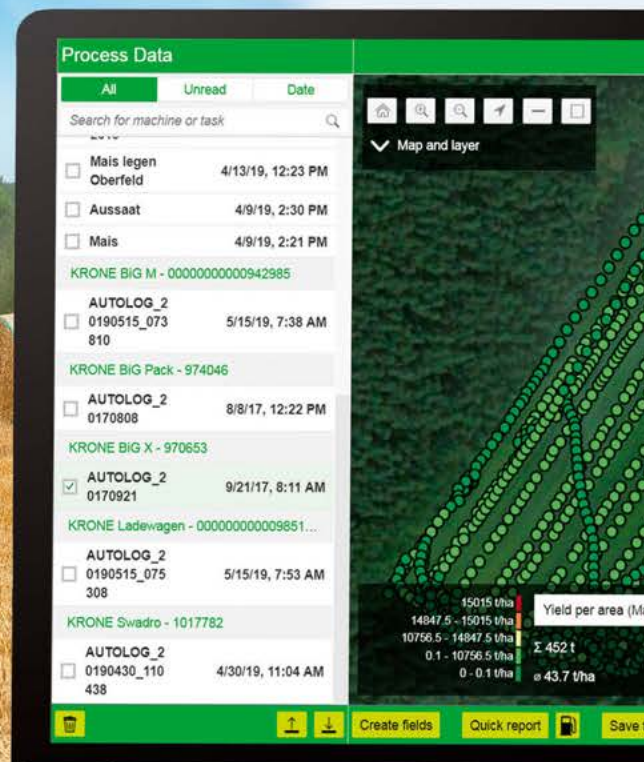 Process Data
All
Unread
Date
Search for machine or task
Mais legen
Oberfeld
4/13/19, 12:23 PM
Aussaat
4/9/19, 2:30 PM
Mais
4/9/19, 2:21 PM
KRONE BiG M - 00000000000942985
AUTOLOG_2
0190515_073
810
5/15/19, 7:38 AM
KRONE BiG Pack - 974046
AUTOLOG_2
0170808
8/8/17, 12:22 PM
KRONE BiG X - 970653
AUTOLOG_2
0170921
9/21/17, 8:11 AM
KRONE Ladewagen - 000000000009851...
AUTOLOG_2
0190515_075
308
5/15/19, 7:53 AM
KRONE Swadro - 1017782
AUTOLOG_2
0190430_110
438
4/30/19, 11:04 AM
Map and layer
15015 t/ha
14847.5 - 15015 t/ha
10756.5 - 14847.5 t/ha
0.1 - 10756.5 t/ha
0 - 0.1 t/ha
Yield per area (Ma
Σ 452 t
ø 43.7 t/ha
Create fields
Quick report
Save